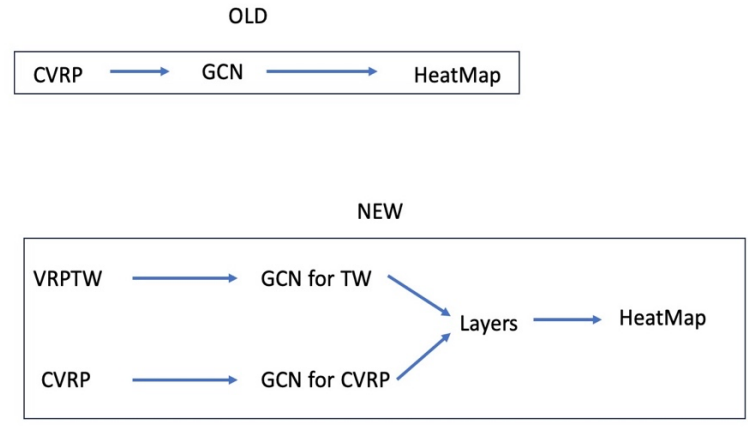 OLD
CVRP GCN HeatMap
NEW
VRPTW GCN for TW
Layers HeatMap
CVRP GCN for CVRP